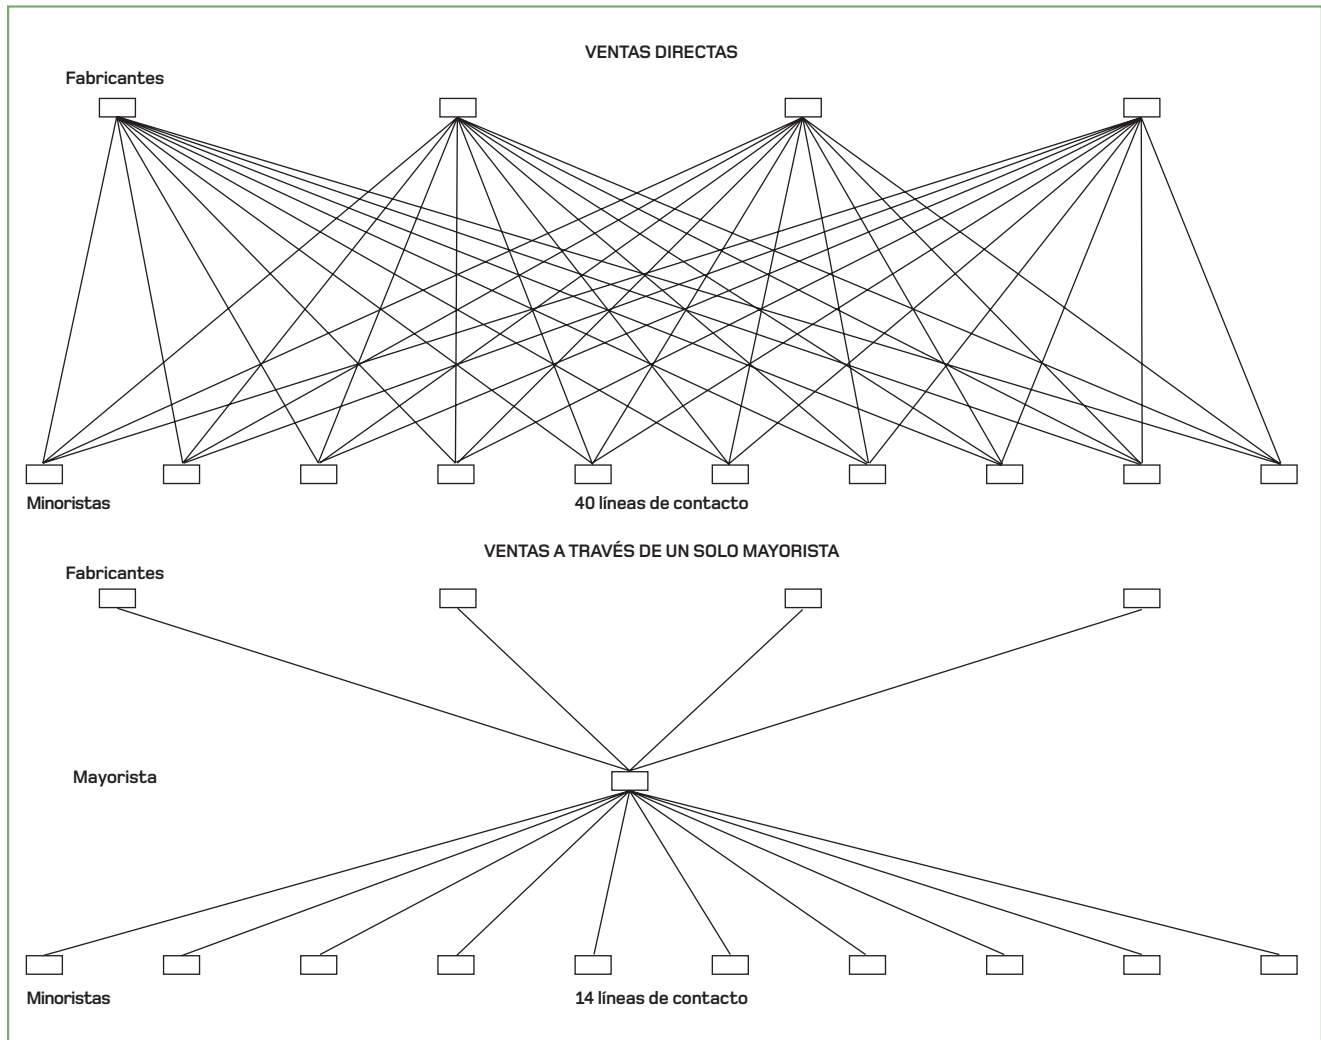 VENTAS DIRECTAS
Fabricantes
Minoristas
40 líneas de contacto
VENTAS A TRAVÉS DE UN SOLO MAYORISTA
Fabricantes
Mayorista
Minoristas
14 líneas de contacto